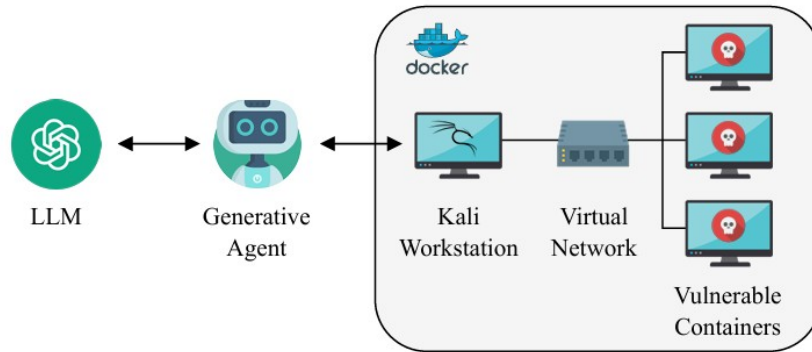 docker
LLM
Generative
Agent
Kali
Workstation
Virtual
Network
Vulnerable
Containers